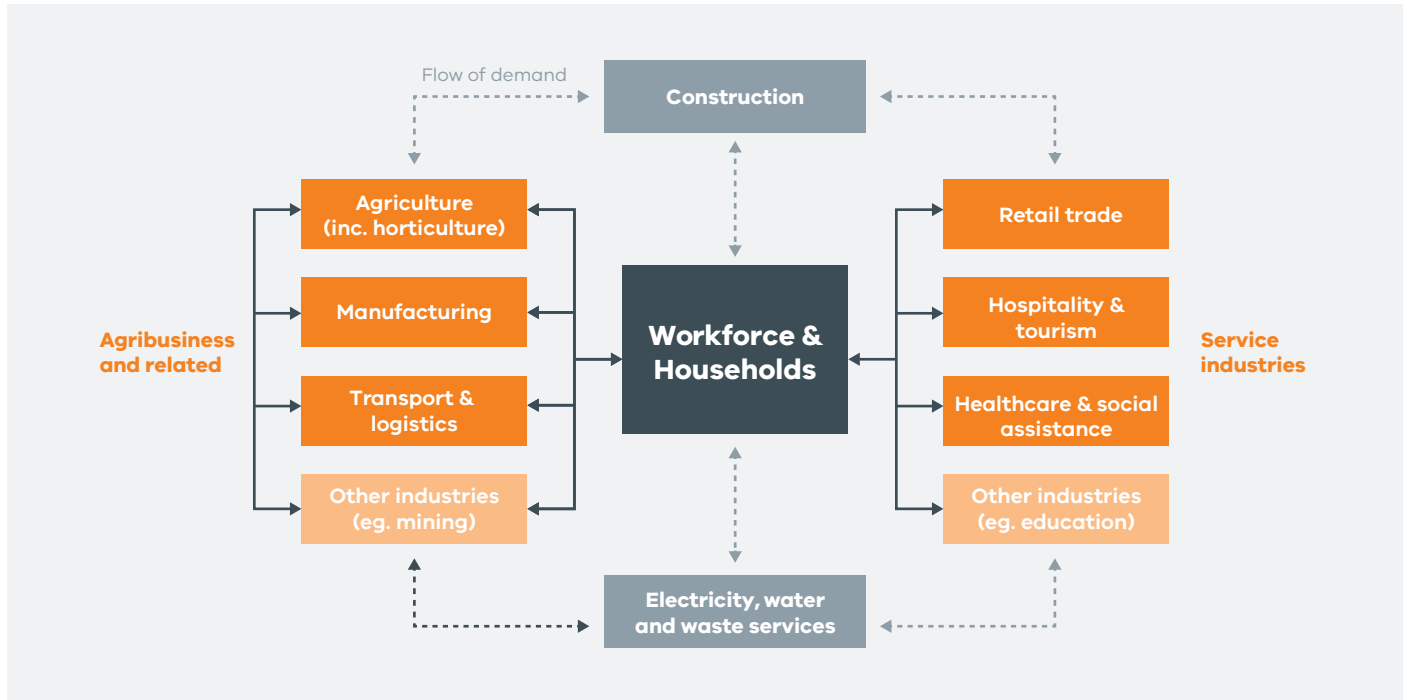 Flow of demand
Construction
Agribusiness
and related
Agriculture
(inc. horticulture)
Manufacturing
Transport &
logistics
Other industries
(eg. mining)
Workforce &
Households
Retail trade
Hospitality &
tourism
Healthcare & social
assistance
Other industries
(eg. education)
Service
industries
Electricity, water
and waste services